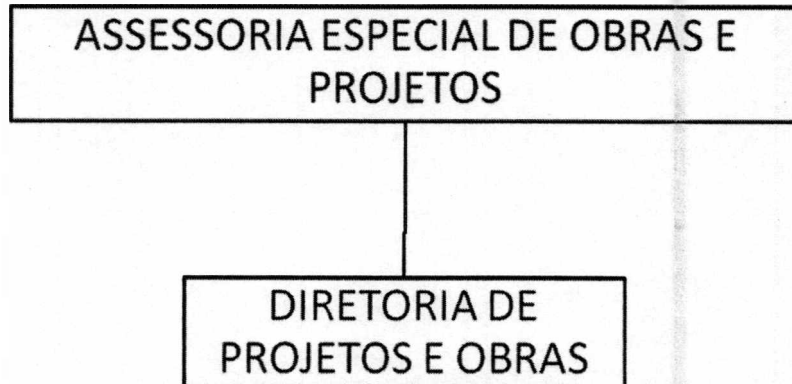 ASSESSORIA ESPECIAL DE OBRAS E
PROJETOS
DIRETORIA DE
PROJETOS E OBRAS